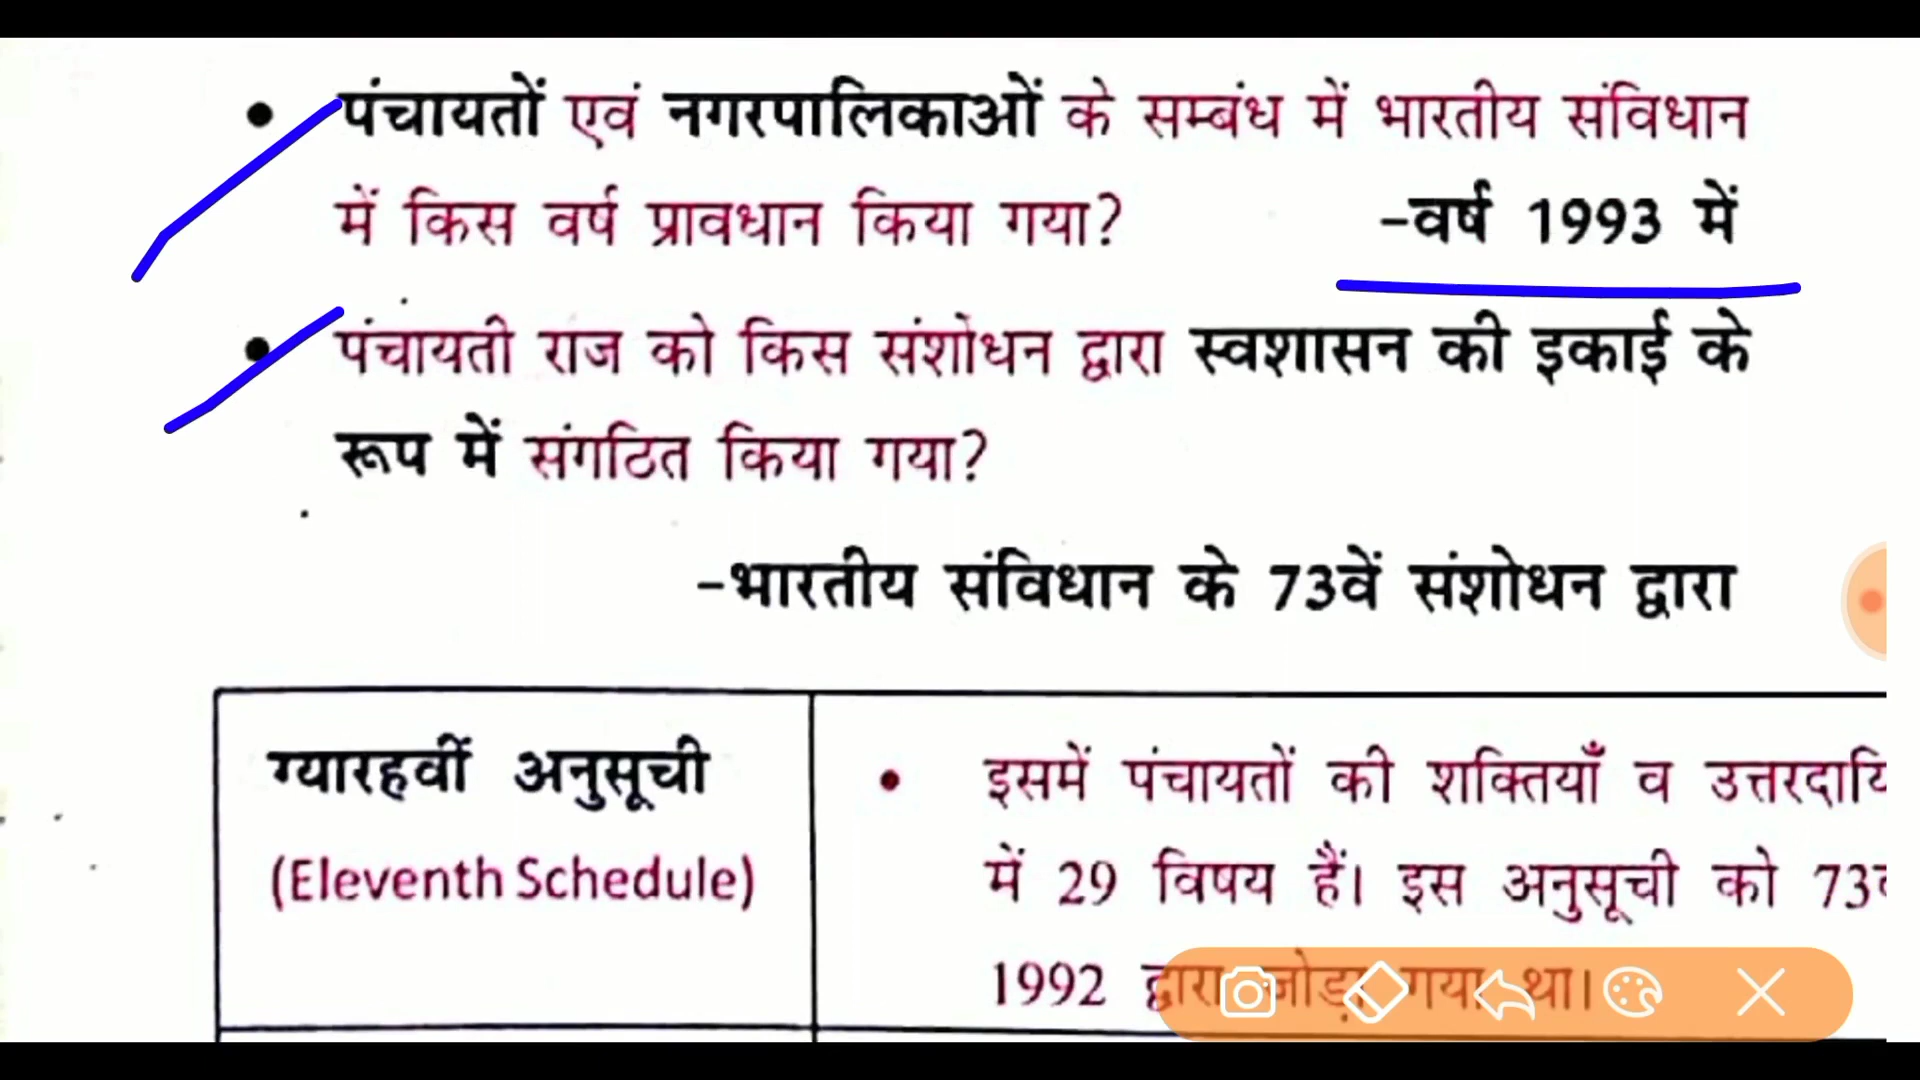 • पंचायतों एवं नगरपालिकाओं के सम्बंध में भारतीय संविधान
में किस वर्ष प्रावधान किया गया? –वर्ष 1993 में
• पंचायती राज को किस संशोधन द्वारा स्वशासन की इकाई के
रूप में संगठित किया गया?
–भारतीय संविधान के 73वें संशोधन द्वारा
ग्यारहवीं अनुसूची
(Eleventh Schedule)
• इसमें पंचायतों की शक्तियाँ व
में 29 विषय हैं। इस अनुसूची को
1992 द्वारा जोड़ा गया था।